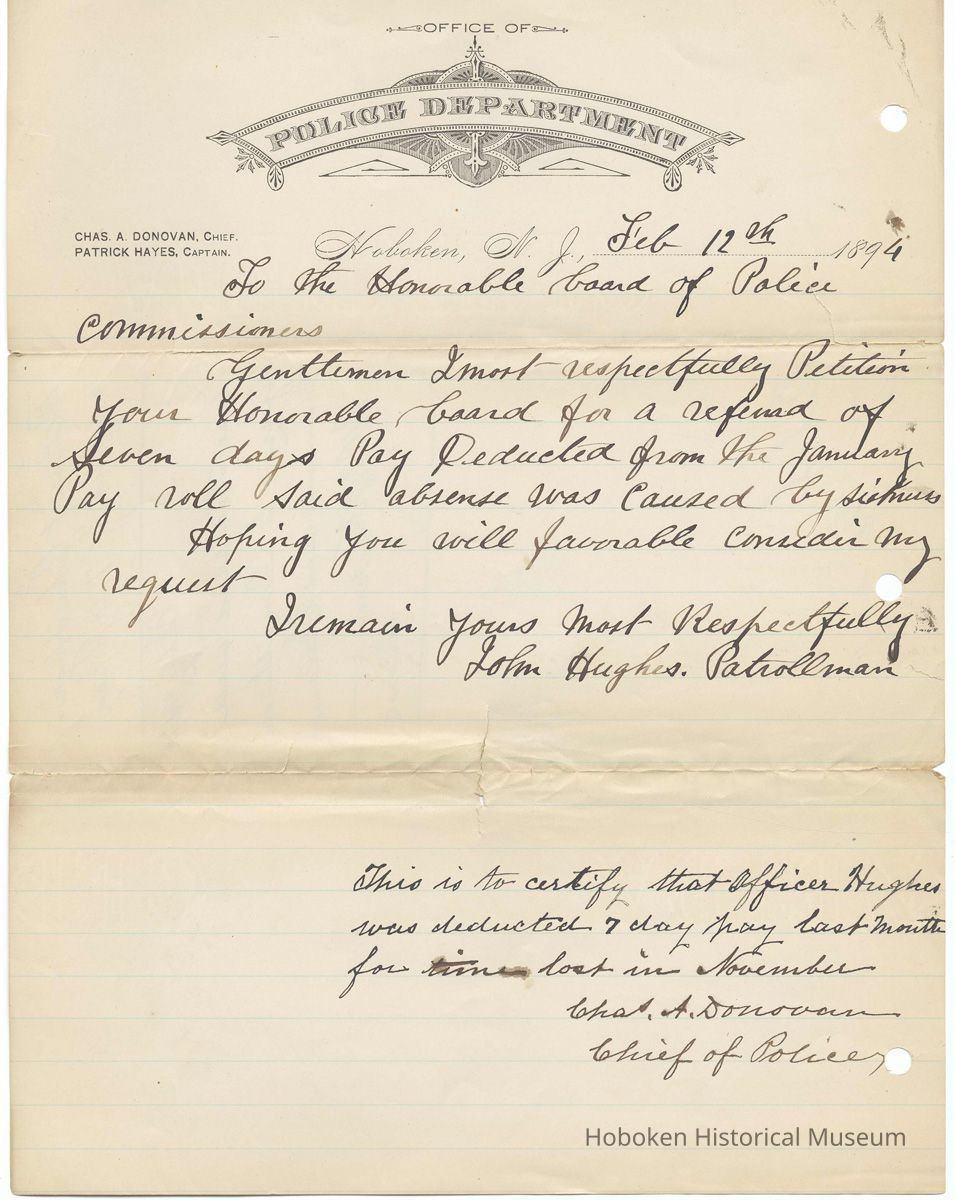 OFFICE OF
POLICE DEPARTMENT
CHAS. A. DONOVAN, CHIEF.
PATRICK HAYES, CAPTAIN.
Hoboken, N. J., Feb 12th 1894
To the Honorable board of Police
Commissioners
Gentlemen I most respectfully Petition
Your Honorable board for a refund of
Seven days Pay Deducted from the January
Pay roll said absense was caused by sickness
Hoping you will favorable consider my
request
I remain Yours Most Respectfully
John Hughes. Patrollman
This is to certify that Officer Hughes
was deducted 7 day pay last Month
for time lost in November
Chas. A. Donovan
Chief of Police
Hoboken Historical Museum